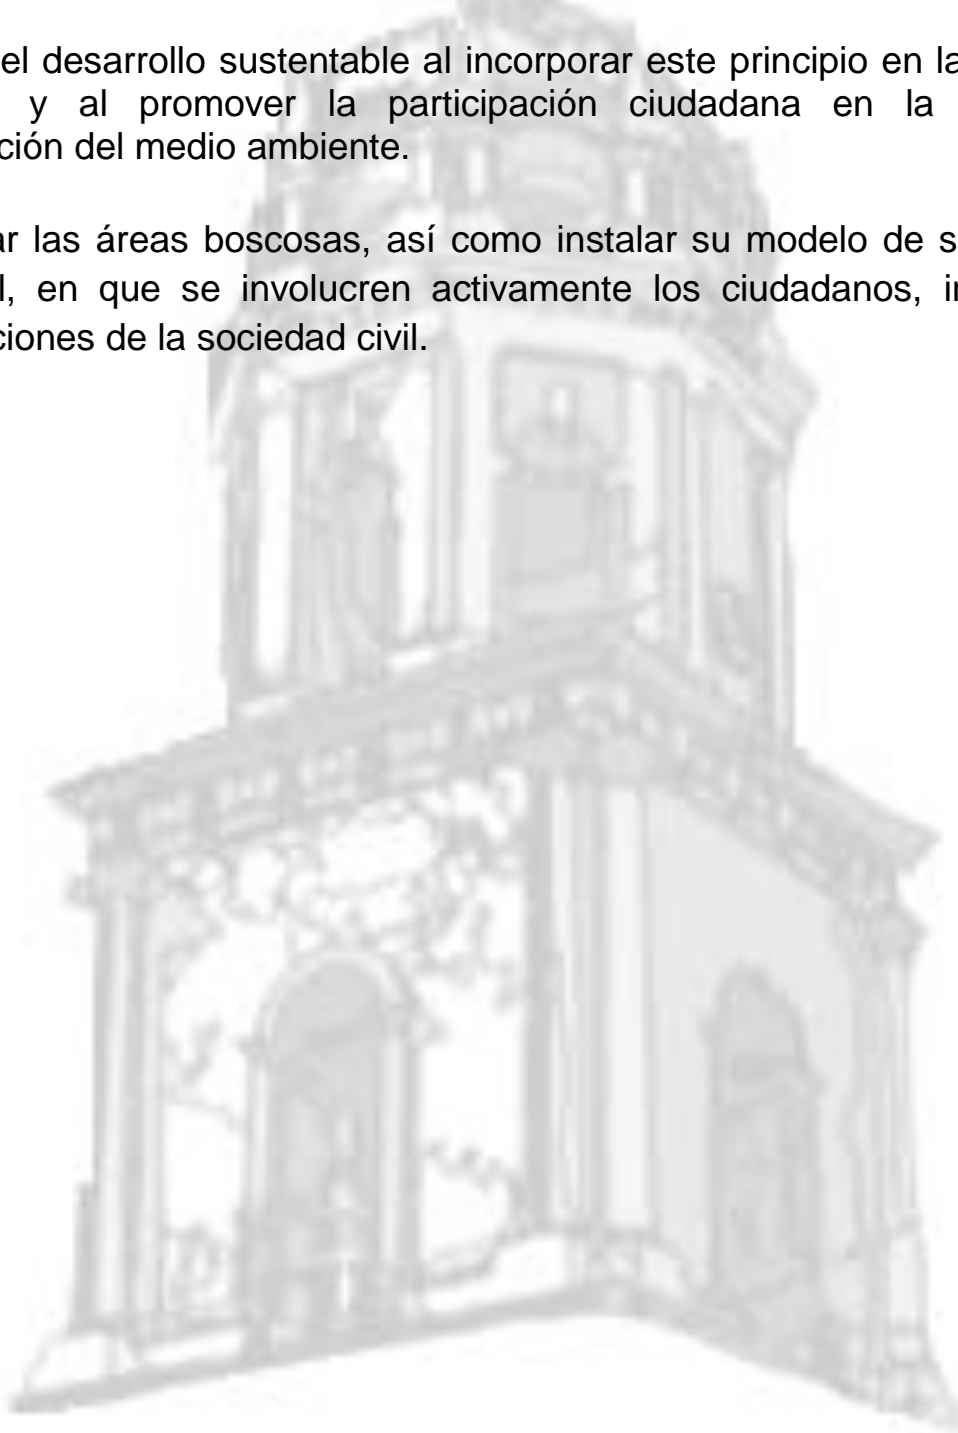 el desarrollo sustentable al incorporar este principio en la
y al promover la participación ciudadana en la
ción del medio ambiente.
ar las áreas boscosas, así como instalar su modelo de s
l, en que se involucren activamente los ciudadanos, i
ciones de la sociedad civil.